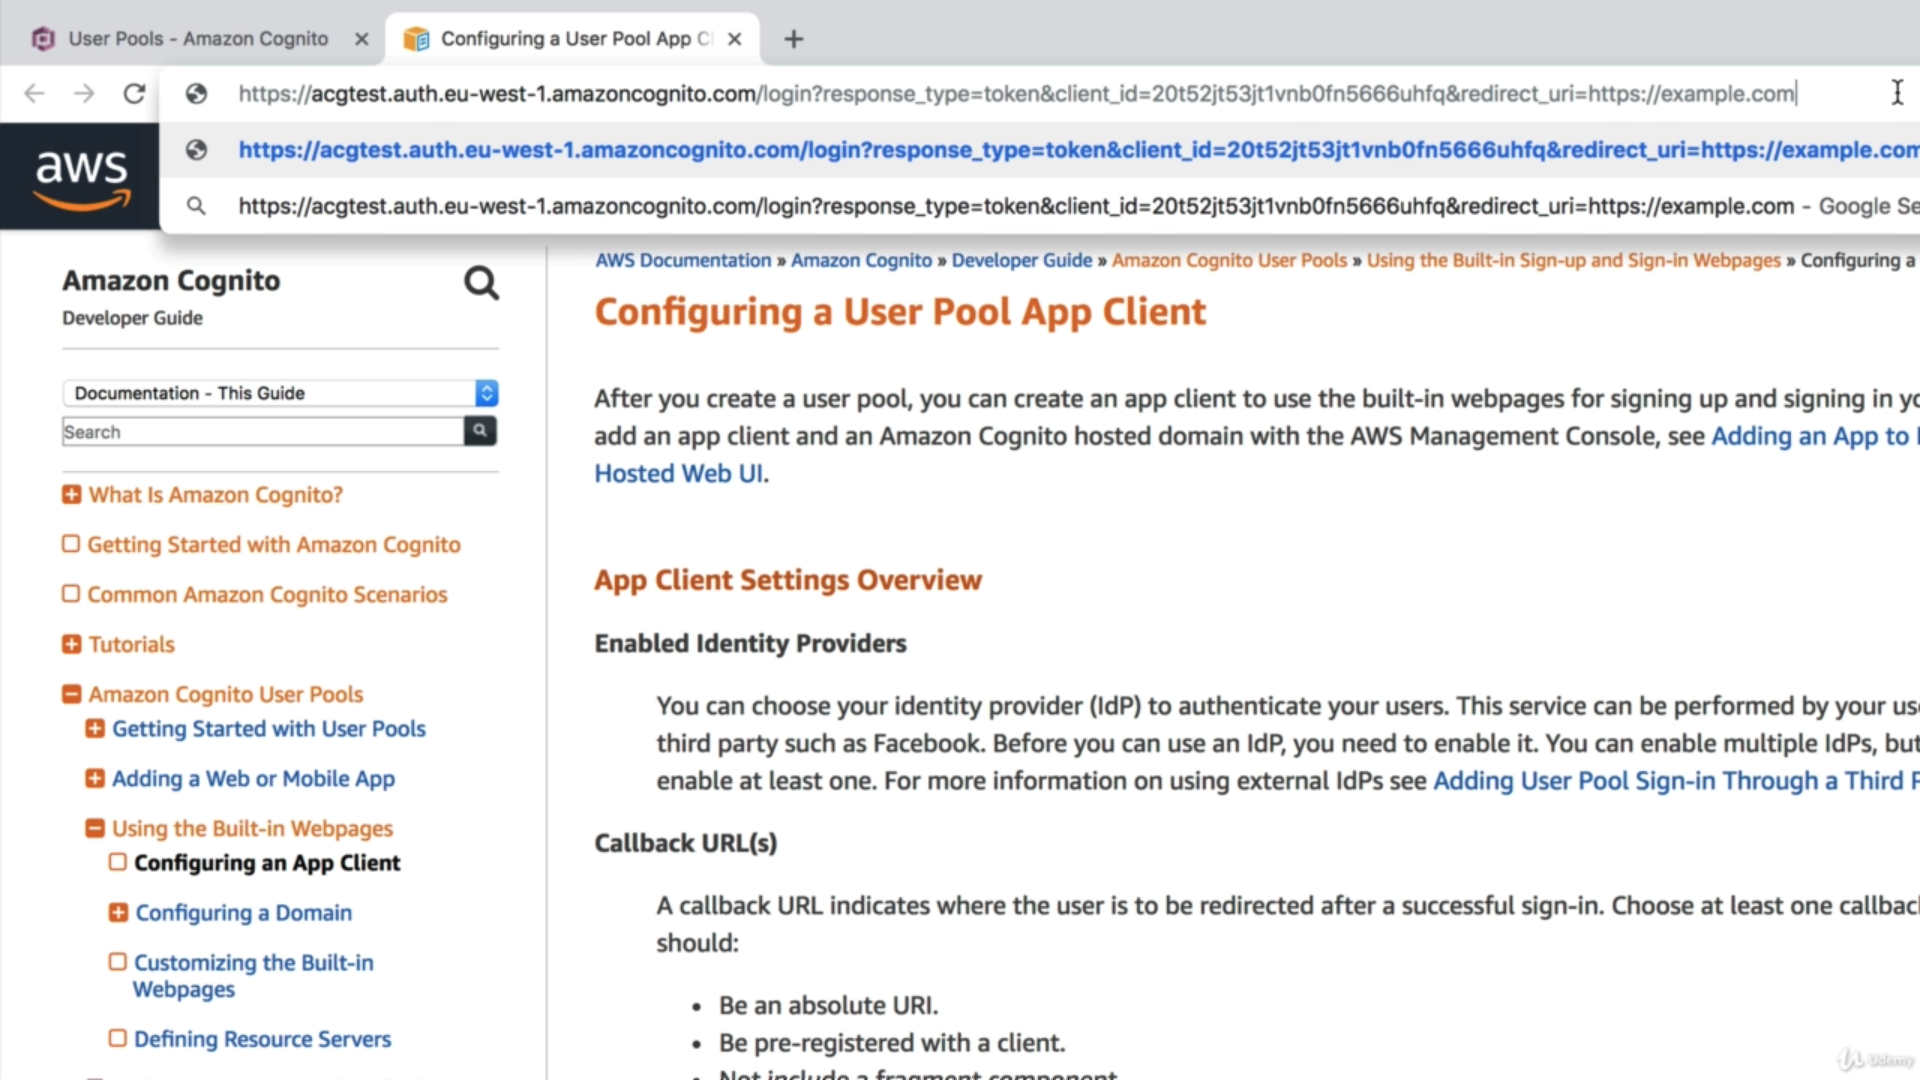 User Pools - Amazon Cognito
Configuring a User Pool App C
https://acgtest.auth.eu-west-1.amazoncognito.com/login?response_type=token&client_id=20t52jt53jt1vnb0fn5666uhfq&redirect_uri=https://example.com
https://acgtest.auth.eu-west-1.amazoncognito.com/login?response_type=token&client_id=20t52jt53jt1vnb0fn5666uhfq&redirect_uri=https://example.com
https://acgtest.auth.eu-west-1.amazoncognito.com/login?response_type=token&client_id=20t52jt53jt1vnb0fn5666uhfq&redirect_uri=https://example.com - Google Se
aws
Amazon Cognito
Developer Guide
Documentation - This Guide
Search
What Is Amazon Cognito?
Getting Started with Amazon Cognito
Common Amazon Cognito Scenarios
Tutorials
Amazon Cognito User Pools
Getting Started with User Pools
Adding a Web or Mobile App
Using the Built-in Webpages
Configuring an App Client
Configuring a Domain
Customizing the Built-in
Webpages
Defining Resource Servers
AWS Documentation » Amazon Cognito » Developer Guide » Amazon Cognito User Pools » Using the Built-in Sign-up and Sign-in Webpages » Configuring a
Configuring a User Pool App Client
After you create a user pool, you can create an app client to use the built-in webpages for signing up and signing in yo
add an app client and an Amazon Cognito hosted domain with the AWS Management Console, see Adding an App to
Hosted Web UI.
App Client Settings Overview
Enabled Identity Providers
You can choose your identity provider (IdP) to authenticate your users. This service can be performed by your us
third party such as Facebook. Before you can use an IdP, you need to enable it. You can enable multiple IdPs, but
enable at least one. For more information on using external IdPs see Adding User Pool Sign-in Through a Third P
Callback URL(s)
A callback URL indicates where the user is to be redirected after a successful sign-in. Choose at least one callbac
should:
• Be an absolute URI.
• Be pre-registered with a client.
• Not include a fragment component.
Udemy